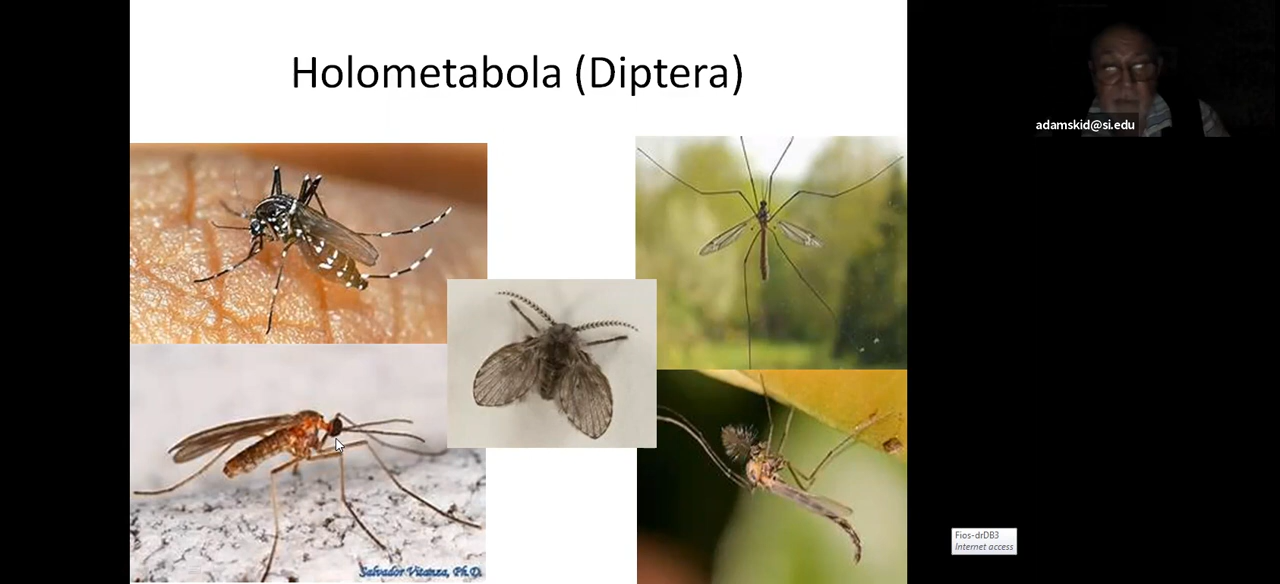 Holometabola (Diptera)
adamskid@si.edu
Salvador Vitanza, Ph.D.
Fios-drDB3
Internet access